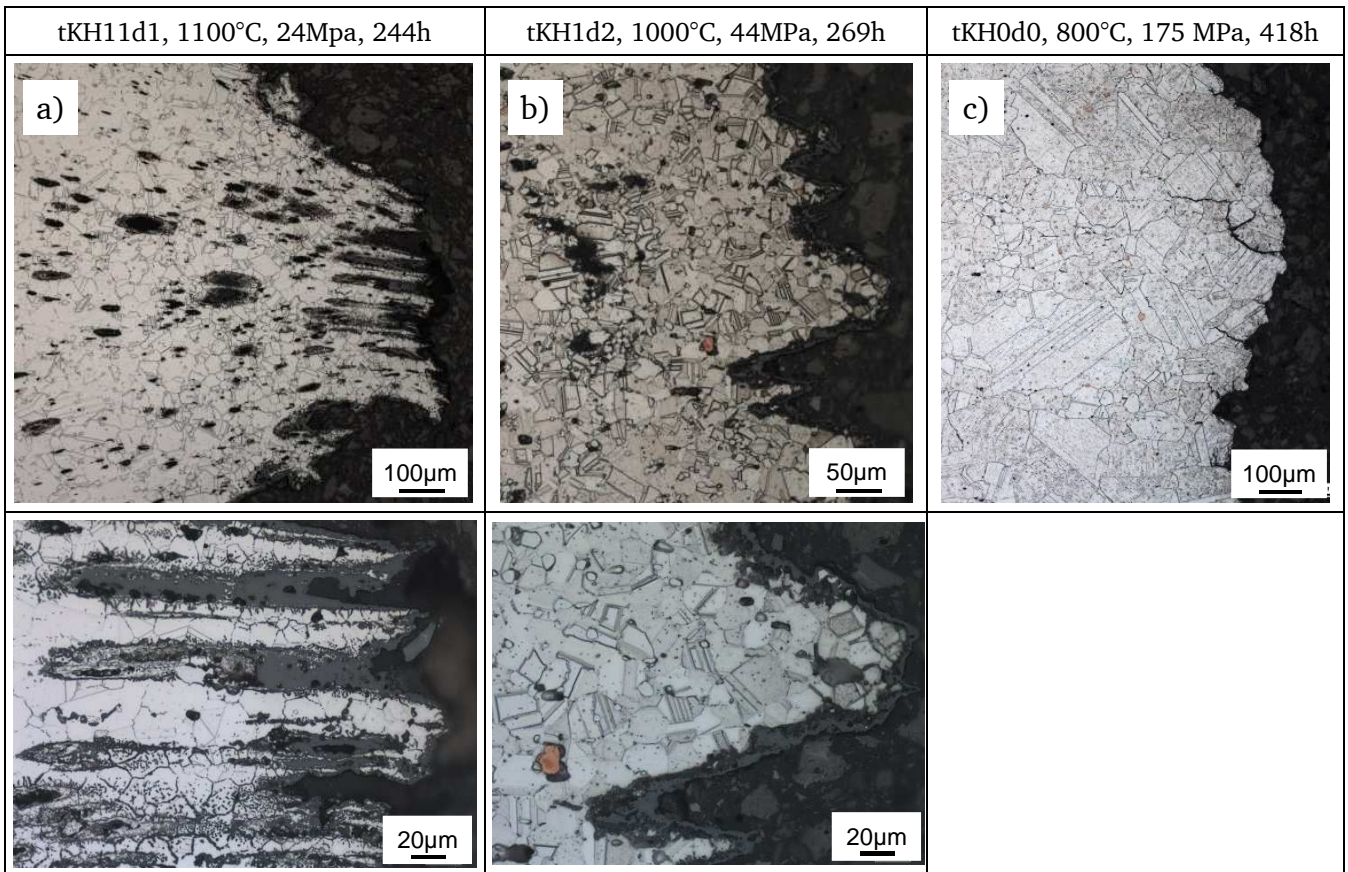 tKH11d1, 1100°C, 24Mpa, 244h
tKH1d2, 1000°C, 44MPa, 269h
tKH0d0, 800°C, 175 MPa, 418h
a)
b)
c)
100µm
50µm
100µm
20µm
20µm